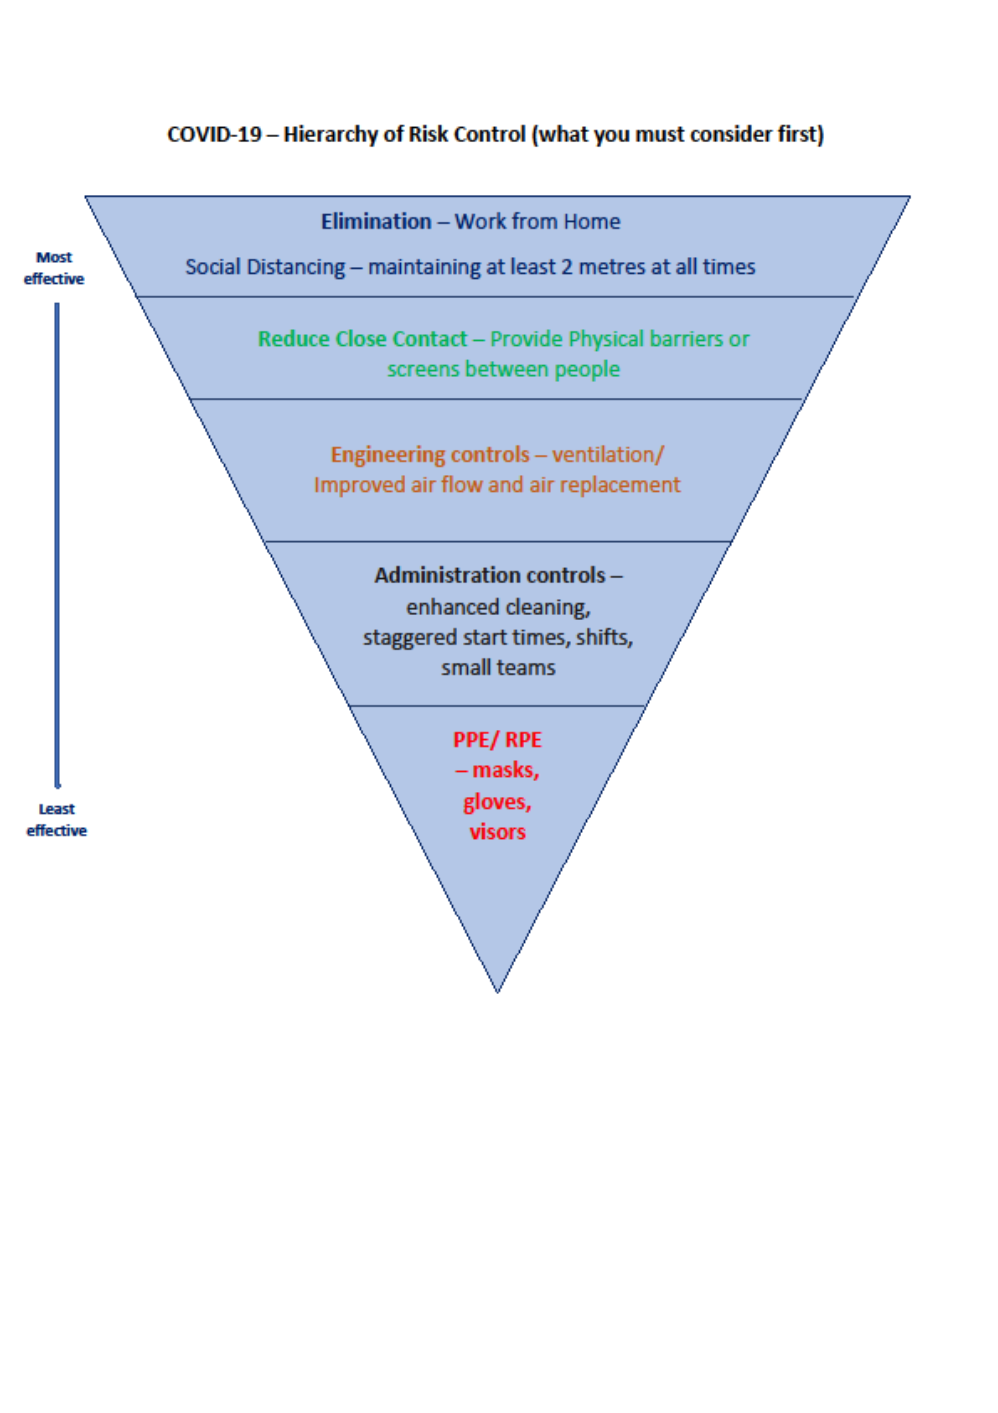 COVID-19 – Hierarchy of Risk Control (what you must consider first)
Elimination – Work from Home
Social Distancing – maintaining at least 2 metres at all times
Most
effective
Reduce Close Contact – Provide Physical barriers or
screens between people
Engineering controls – ventilation/
Improved air flow and air replacement
Administration controls –
enhanced cleaning,
staggered start times, shifts,
small teams
PPE/ RPE
– masks,
gloves,
visors
Least
effective